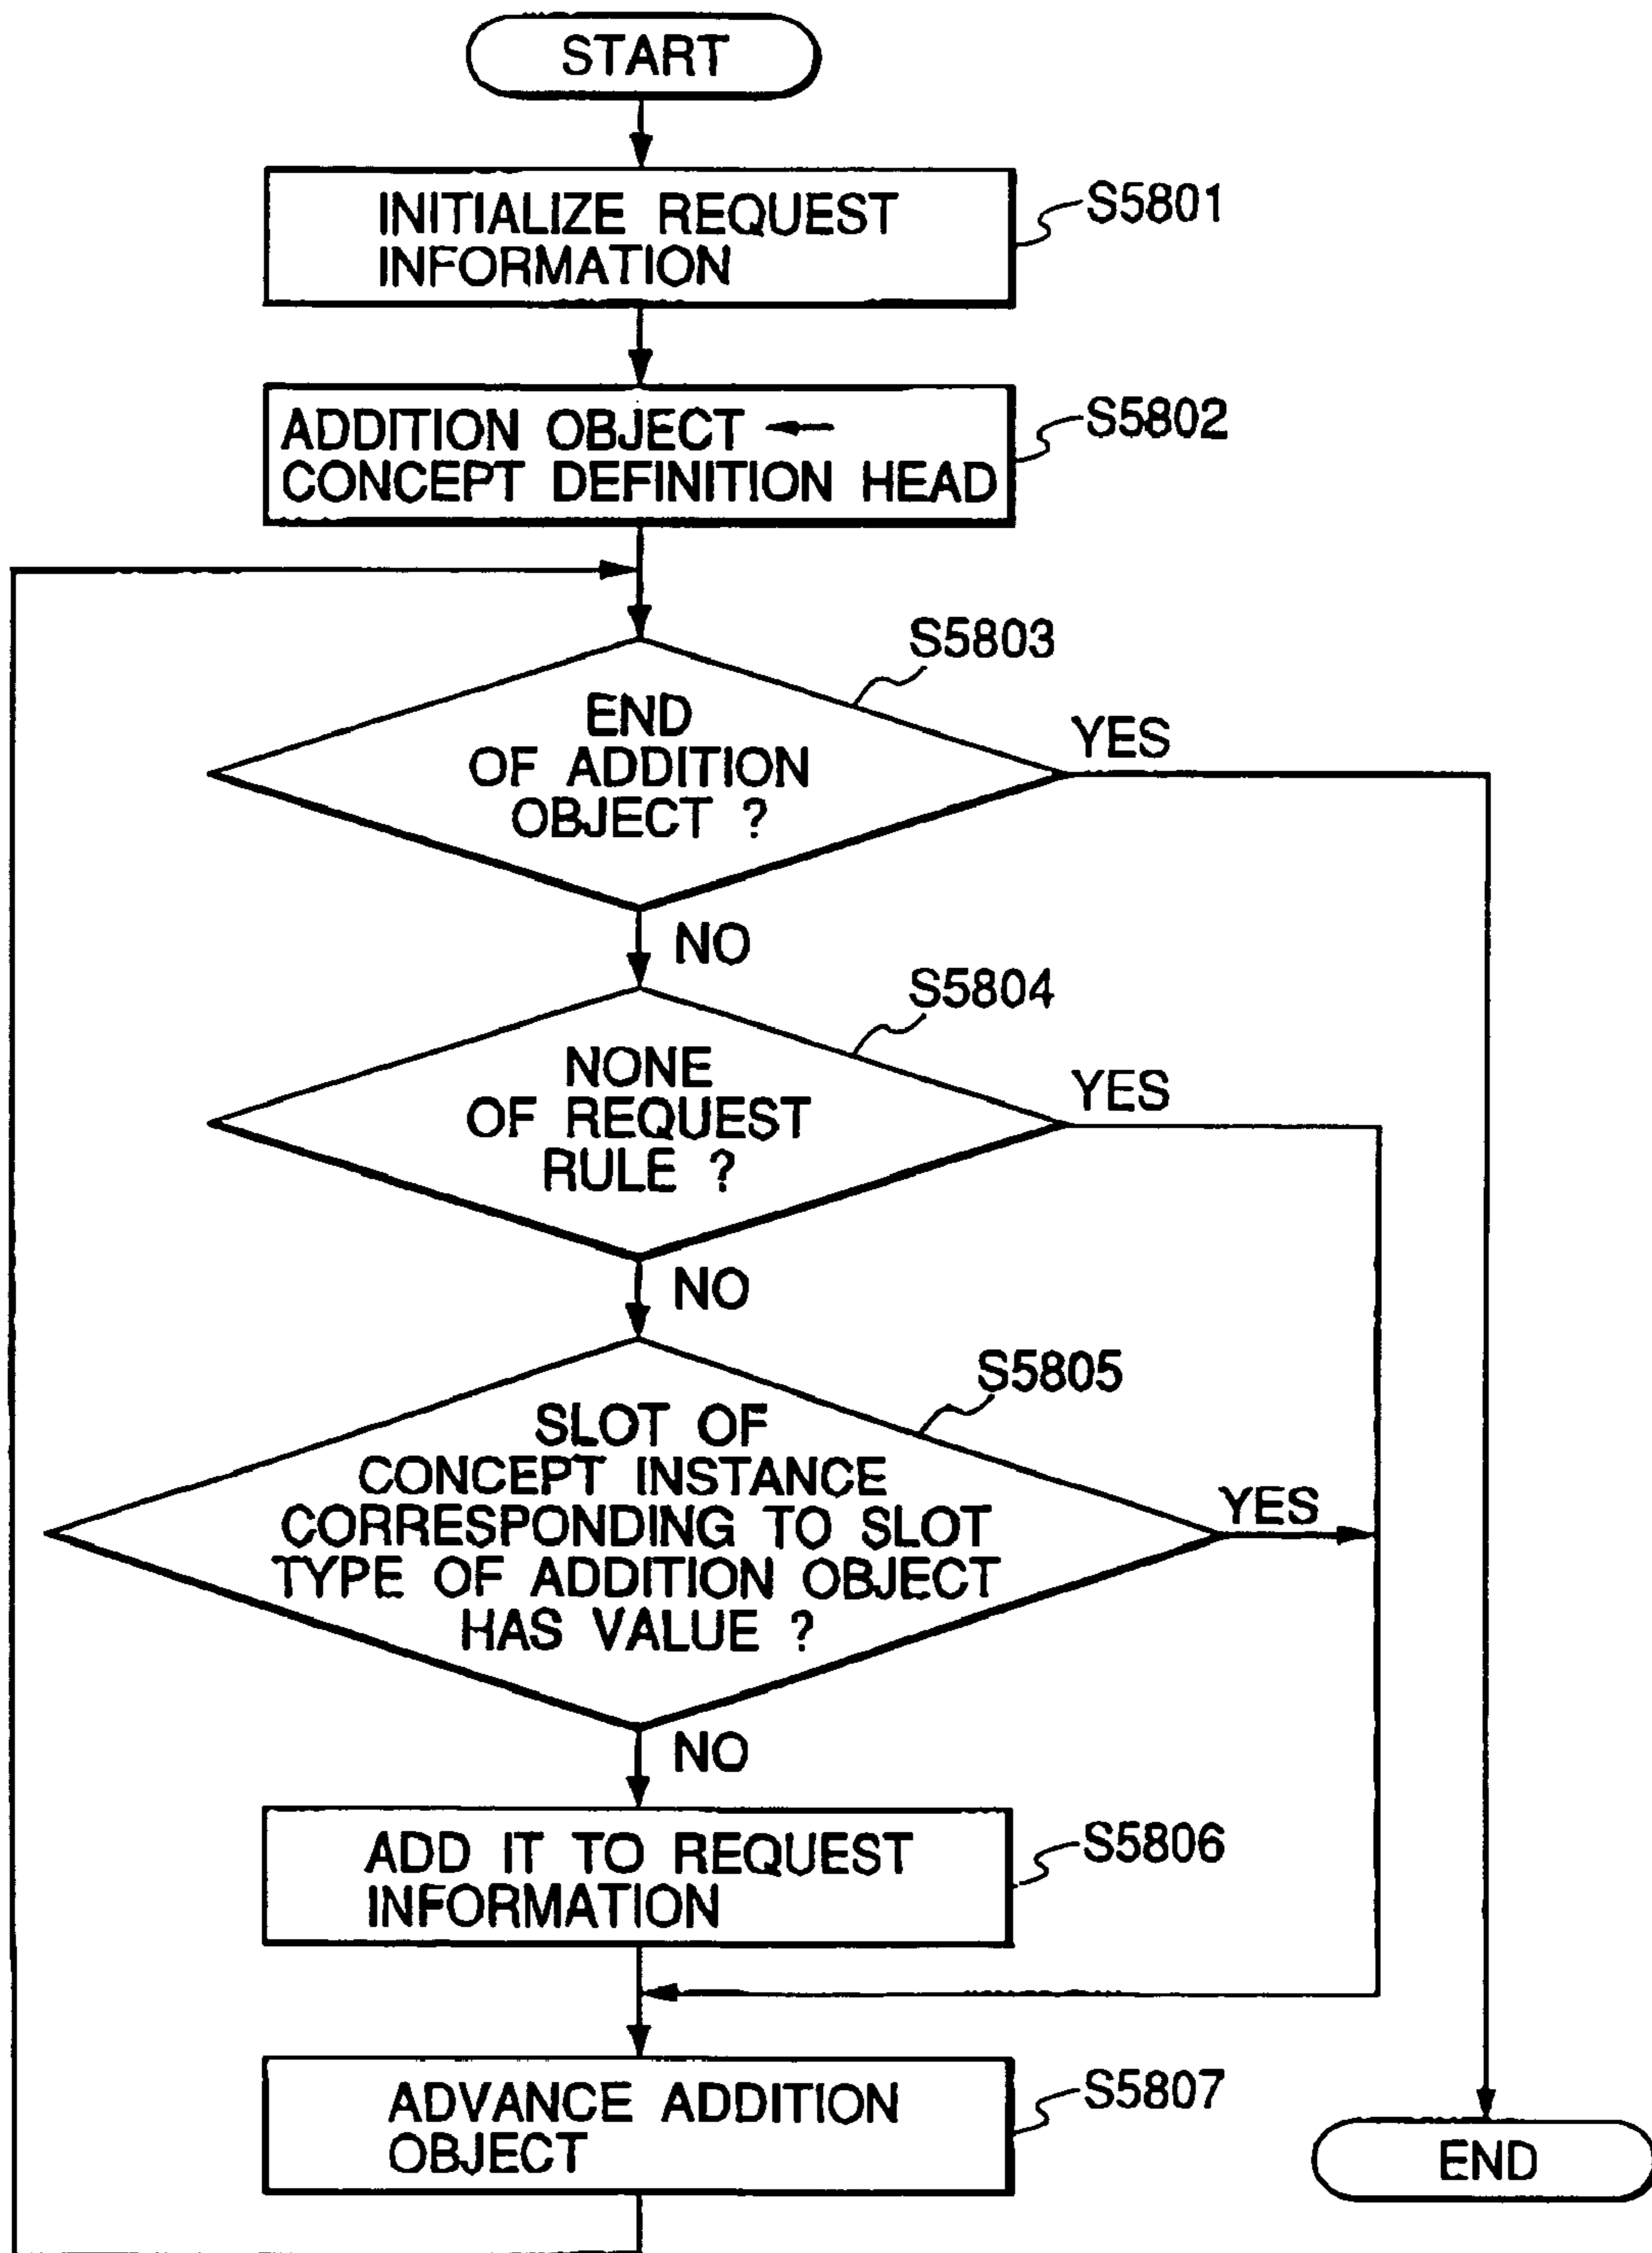 START
INITIALIZE REQUEST
INFORMATION
S5801
ADDITION OBJECT ←
CONCEPT DEFINITION HEAD
S5802
S5803
END
OF ADDITION
OBJECT ?
YES
NO
S5804
NONE
OF REQUEST
RULE ?
YES
NO
S5805
SLOT OF
CONCEPT INSTANCE
CORRESPONDING TO SLOT
TYPE OF ADDITION OBJECT
HAS VALUE ?
YES
NO
ADD IT TO REQUEST
INFORMATION
S5806
ADVANCE ADDITION
OBJECT
S5807
END